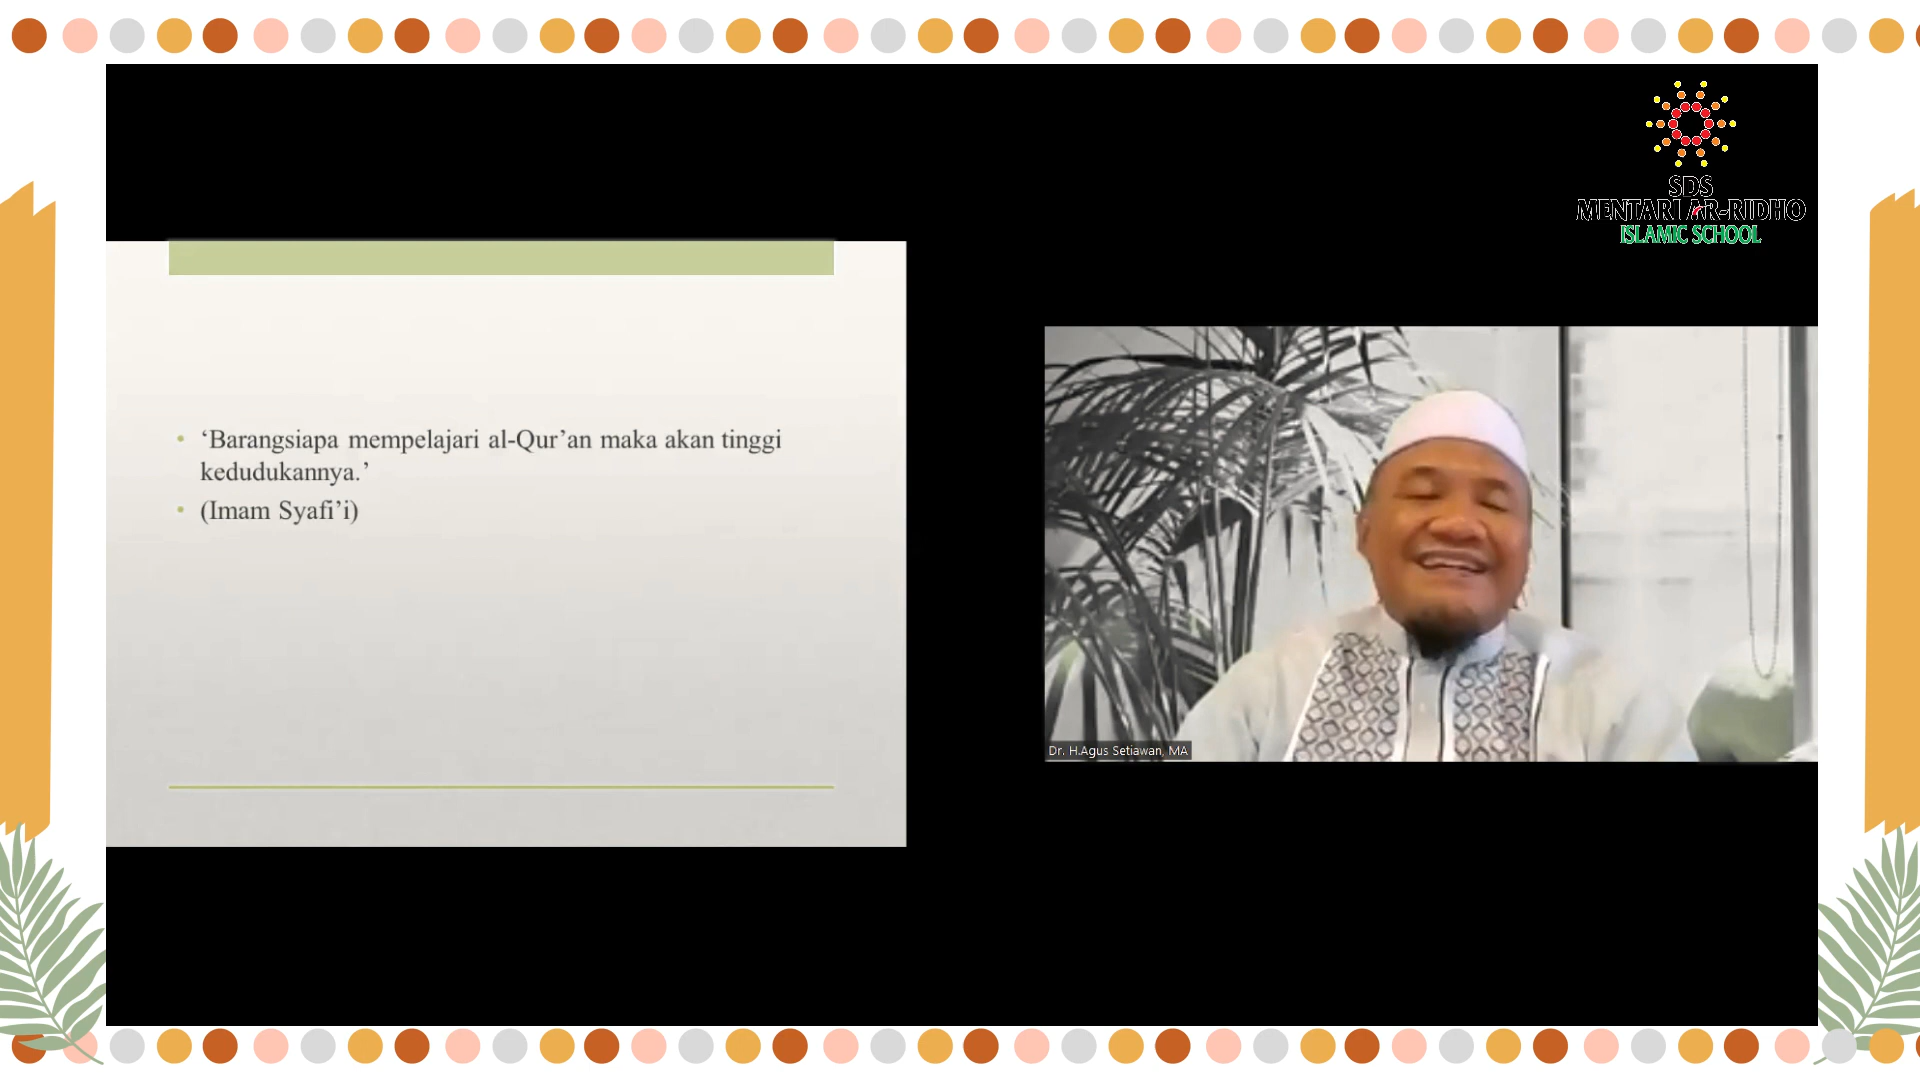 SDS
MENTARI AR-RIDHO
ISLAMIC SCHOOL
‘Barangsiapa mempelajari al-Qur’an maka akan tinggi
kedudukannya.’
(Imam Syafi’i)
Dr. H.Agus Setiawan, MA